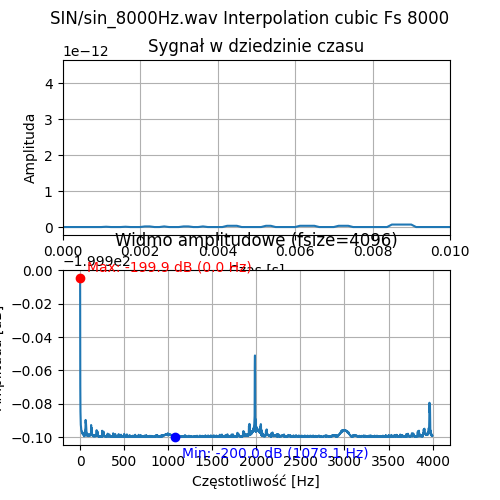 SIN/sin_8000Hz.wav Interpolation cubic Fs 8000
Sygnał w dziedzinie czasu
1e−12
4
3
2
1
0
Amplituda
0.000 0.002 0.004 0.006 0.008 0.010
Widmo amplitudowe (fsize=4096)
−1.999e2
Max: -199.9 dB (0.0 Hz)
0.00
−0.02
−0.04
−0.06
−0.08
−0.10
Min: -200.0 dB (1078.1 Hz)
0 500 1000 1500 2000 2500 3000 3500 4000
Częstotliwość [Hz]